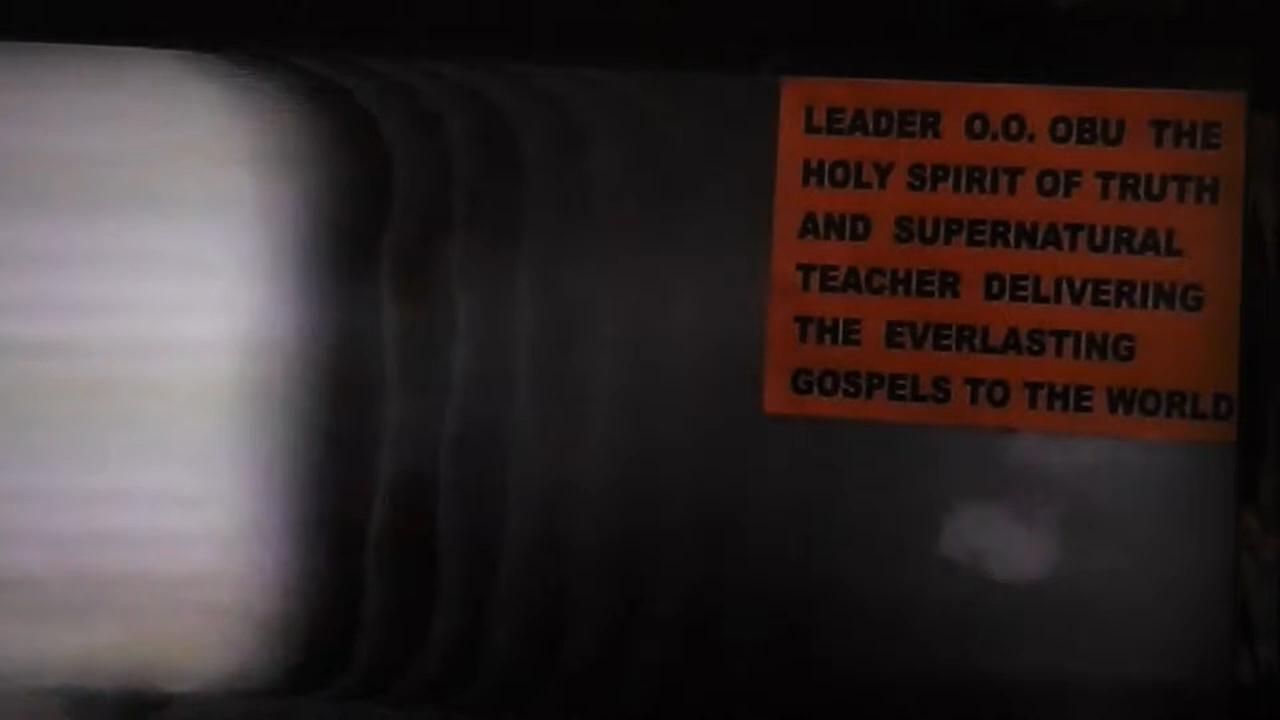 LEADER O.O. OBU THE
HOLY SPIRIT OF TRUTH
AND SUPERNATURAL
TEACHER DELIVERING
THE EVERLASTING
GOSPELS TO THE WORLD